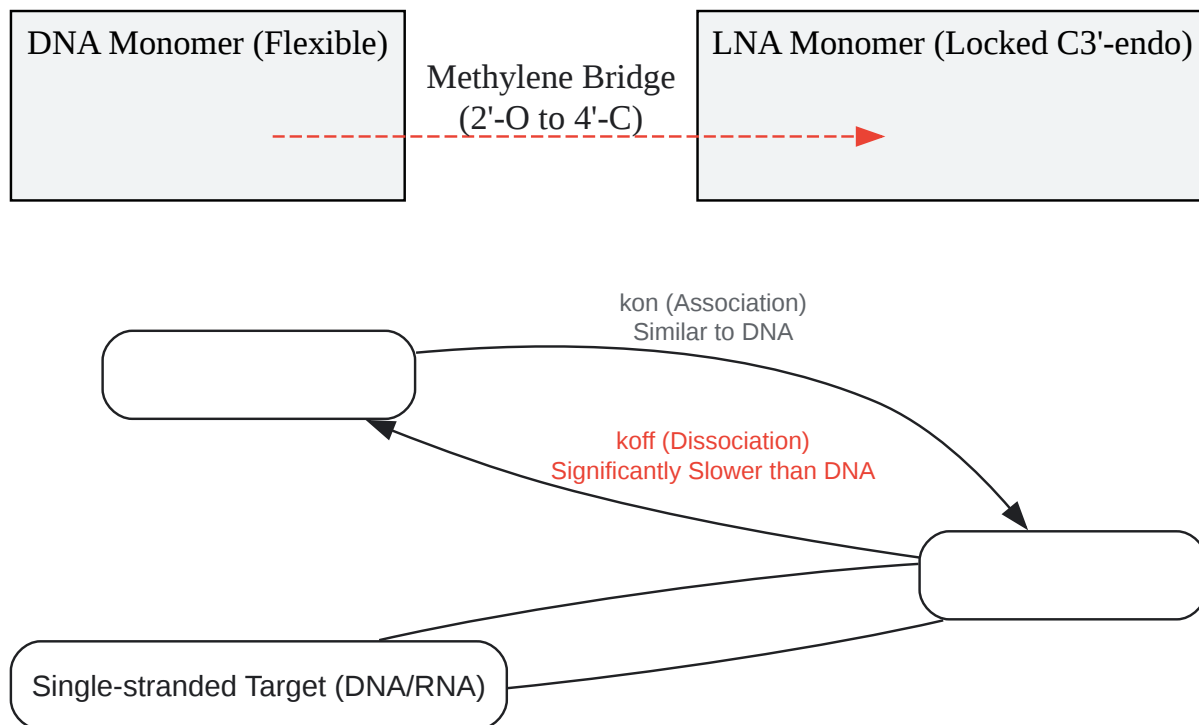 DNA Monomer (Flexible)
LNA Monomer (Locked C3'-endo)
Methylene Bridge
(2'-O to 4'-C)
kon (Association)
Similar to DNA
koff (Dissociation)
Significantly Slower than DNA
Single-stranded Target (DNA/RNA)